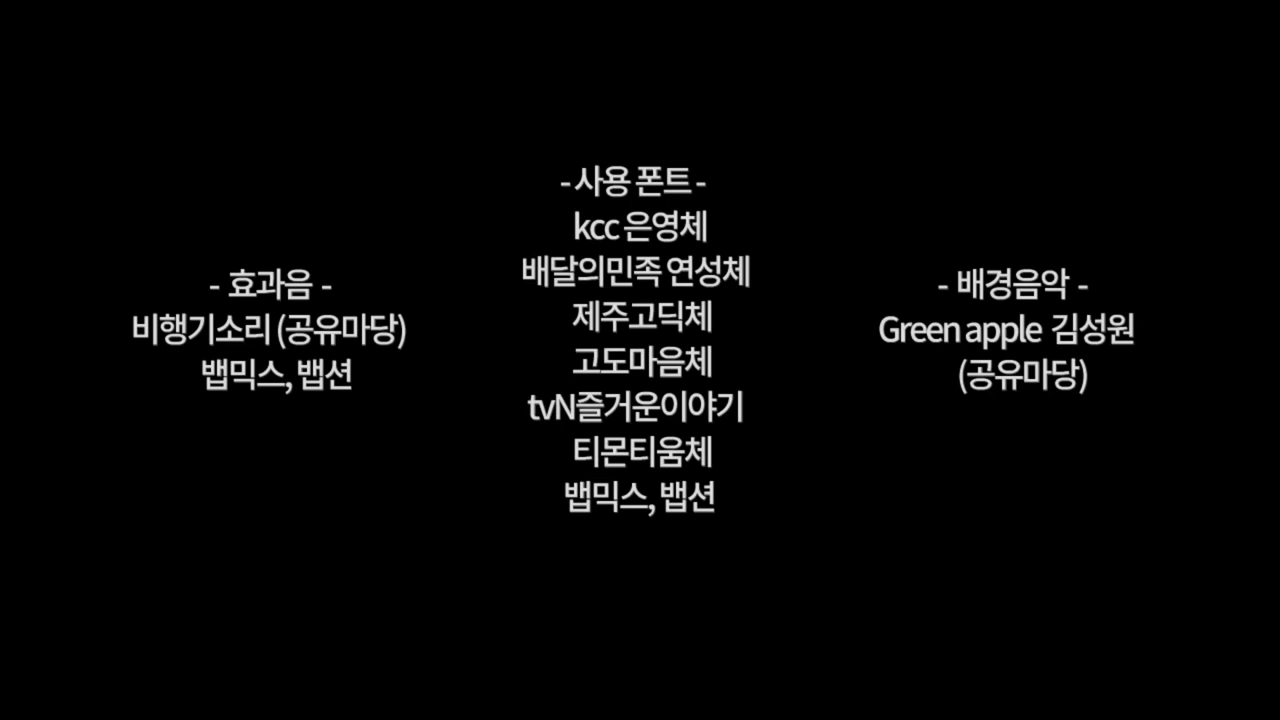 - 효과음 -
비행기소리 (공유마당)
뱁믹스, 뱁션
- 사용 폰트 -
kcc 은영체
배달의민족 연성체
제주고딕체
고도마음체
tvN즐거운이야기
티몬티움체
뱁믹스, 뱁션
- 배경음악 -
Green apple 김성원
(공유마당)